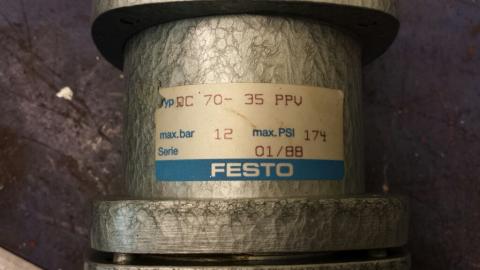 Typ DC 70- 35 PPV
max.bar 12 max.PSI 174
Serie 01/88
FESTO